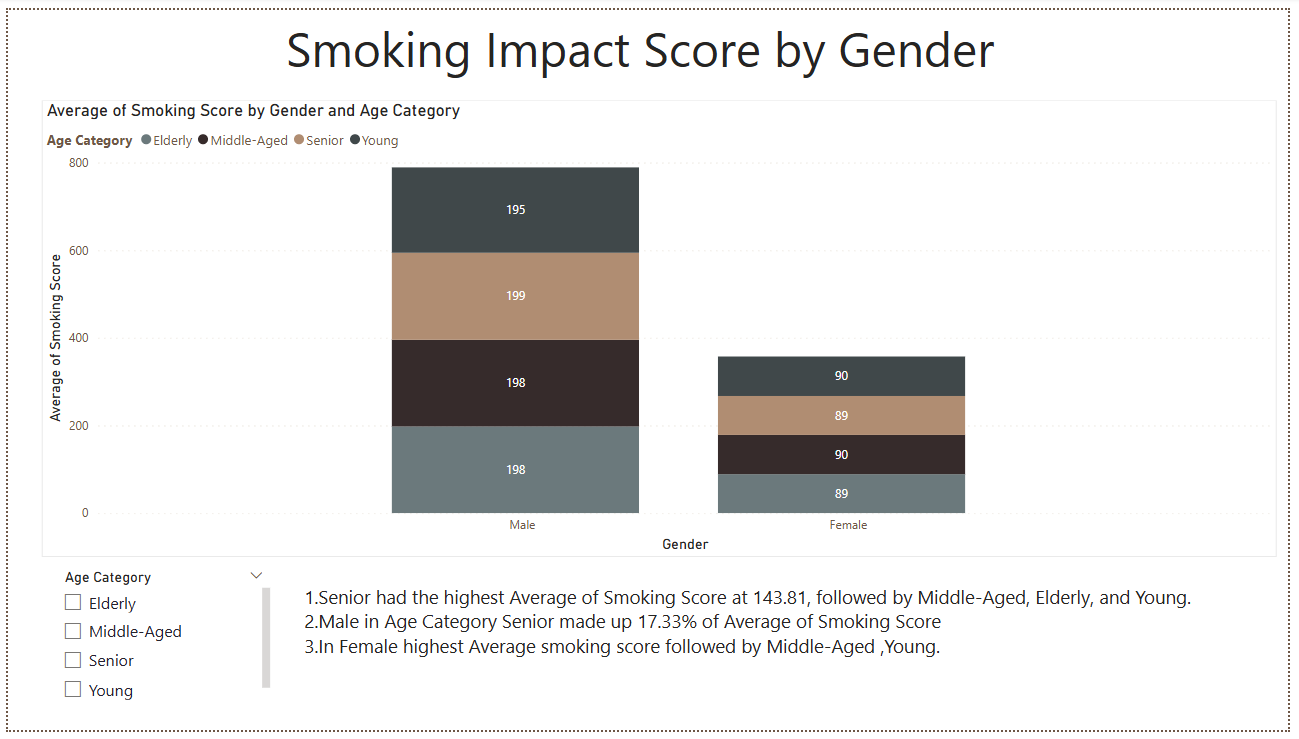 Smoking Impact Score by Gender
Average of Smoking Score by Gender and Age Category
Age Category Elderly Middle-Aged Senior Young
800
600
400
200
0
Average of Smoking Score
195
199
198
198
90
89
90
89
Male Female
Gender
Age Category
Elderly
Middle-Aged
Senior
Young
1.Senior had the highest Average of Smoking Score at 143.81, followed by Middle-Aged, Elderly, and Young.
2.Male in Age Category Senior made up 17.33% of Average of Smoking Score
3.In Female highest Average smoking score followed by Middle-Aged ,Young.